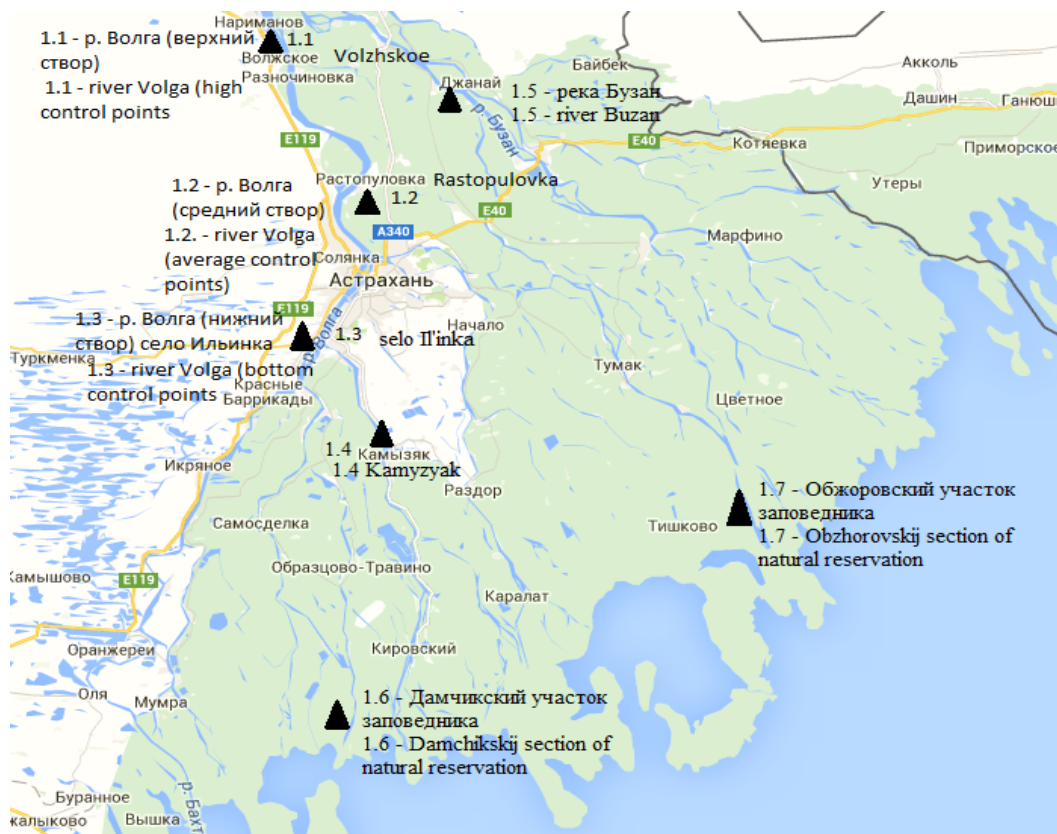 Нариманов
1.1 - р. Волга (верхний
створ)
1.1 - river Volga (high
control points
1.1
Волжское
Volzhskoe
Разночиновка
Джанай
р. Бузан
Байбек
1.5 - река Бузан
1.5 - river Buzan
Акколь
Дашин
Ганюшк
E119
E40
Котяевка
Приморское
Растопуловка
Rastopulovka
Утеры
1.2 - р. Волга
(средний створ)
1.2. - river Volga
(average control
points)
1.2
E40
A340
Марфино
Солянка
Астрахань
E119
1.3 - р. Волга (нижний
створ) село Ильинка
1.3 - river Volga (bottom
control points
р. Волга
1.3
selo Il'inka
Начало
Туркменка
Тумак
Красные
Баррикады
Цветное
1.4
Камызяк
1.4 Kamyzyak
Икряное
Раздор
1.7 - Обжоровский участок
заповедника
1.7 - Obzhorovskij section of
natural reservation
Самосделка
Тишково
Образцово-Травино
Камышово
E119
Каралат
Оранжереи
Кировский
Оля
Мумра
1.6 - Дамчикский участок
заповедника
1.6 - Damchikskij section of
natural reservation
р. Бахт
Буранное
жалыково
Вышка